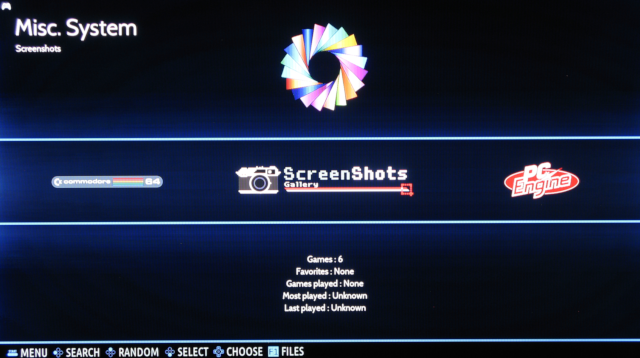 Misc. System
Screenshots
commodore 64
ScreenShots
Gallery
PC
Engine
Games : 6
Favorites : None
Games played : None
Most played : Unknown
Last played : Unknown
MENU SEARCH RANDOM SELECT CHOOSE FILES